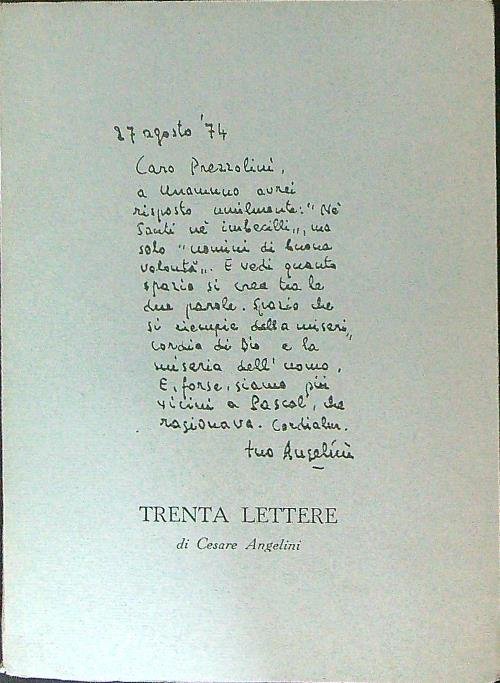 27 agosto '74
Caro Prezzolini,
a Unamuno avrei
risposto umilmente: "Nè
Santi nè imbecilli„, ma
solo "uomini di buona
volontà„. E vedi quanto
spazio si crea tra le
due parole. Spazio che
si riempie della miseri„
cordia di Dio e la
miseria dell'uomo.
E, forse, siamo più
vicini a Pascal, che
ragionava. Cordialm.
tuo Angelini
TRENTA LETTERE
di Cesare Angelini